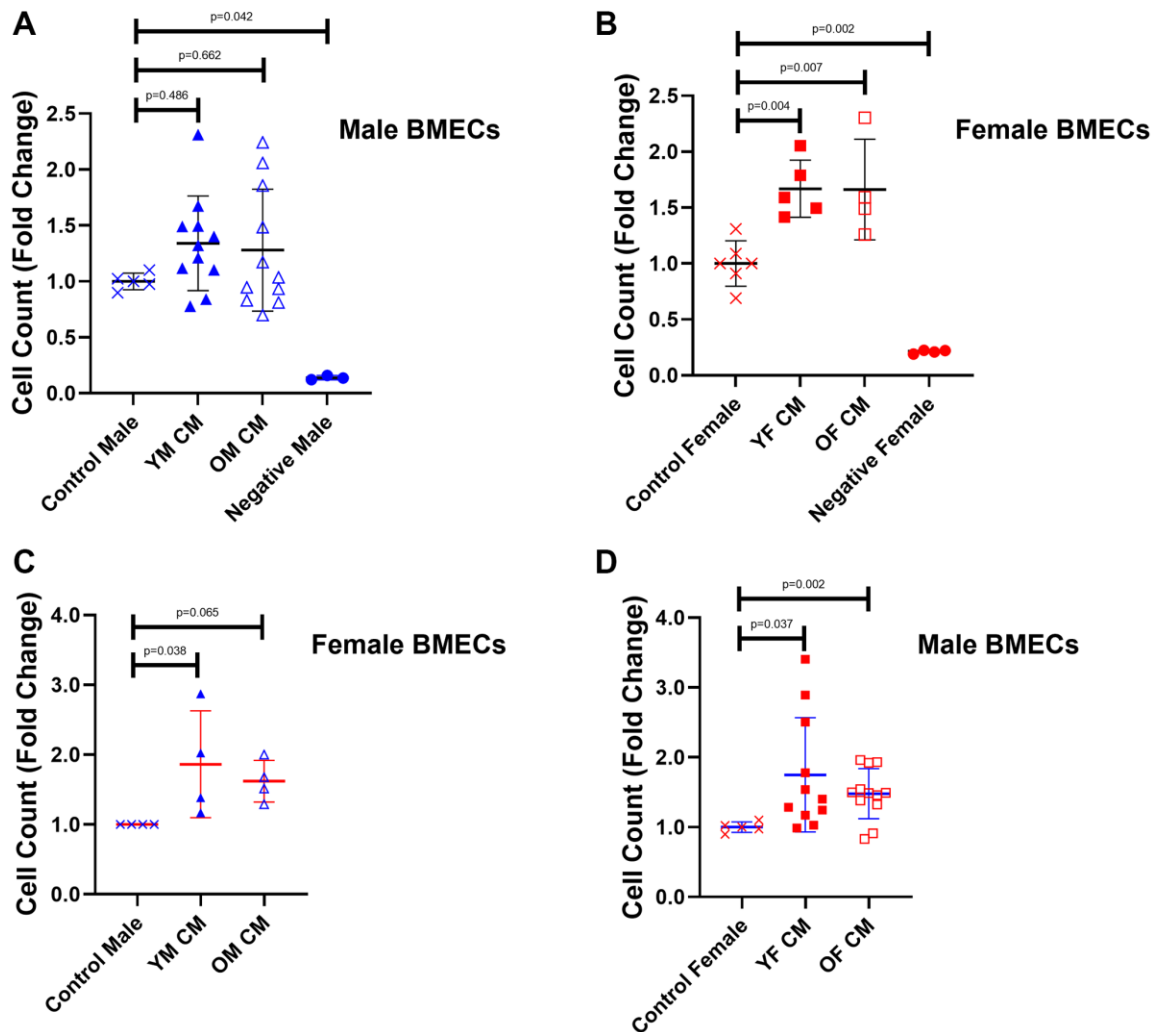 A
p=0.042
p=0.662
p=0.486
Male BMECs
Cell Count (Fold Change)
2.5
2.0
1.5
1.0
0.5
0.0
Control Male
YM CM
OM CM
Negative Male
B
p=0.002
p=0.007
p=0.004
Female BMECs
Cell Count (Fold Change)
2.5
2.0
1.5
1.0
0.5
0.0
Control Female
YF CM
OF CM
Negative Female
C
p=0.065
p=0.038
Female BMECs
Cell Count (Fold Change)
4.0
3.0
2.0
1.0
0.0
Control Male
YM CM
OM CM
D
p=0.002
p=0.037
Male BMECs
Cell Count (Fold Change)
4.0
3.0
2.0
1.0
0.0
Control Female
YF CM
OF CM